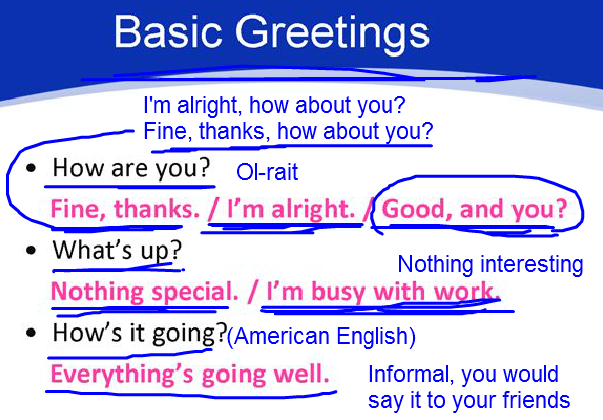 Basic Greetings
I'm alright, how about you?
Fine, thanks, how about you?
• How are you? Ol-rait
Fine, thanks. / I'm alright. / Good, and you?
• What's up?
Nothing interesting
Nothing special. / I'm busy with work.
• How's it going? (American English)
Everything's going well.
Informal, you would
say it to your friends